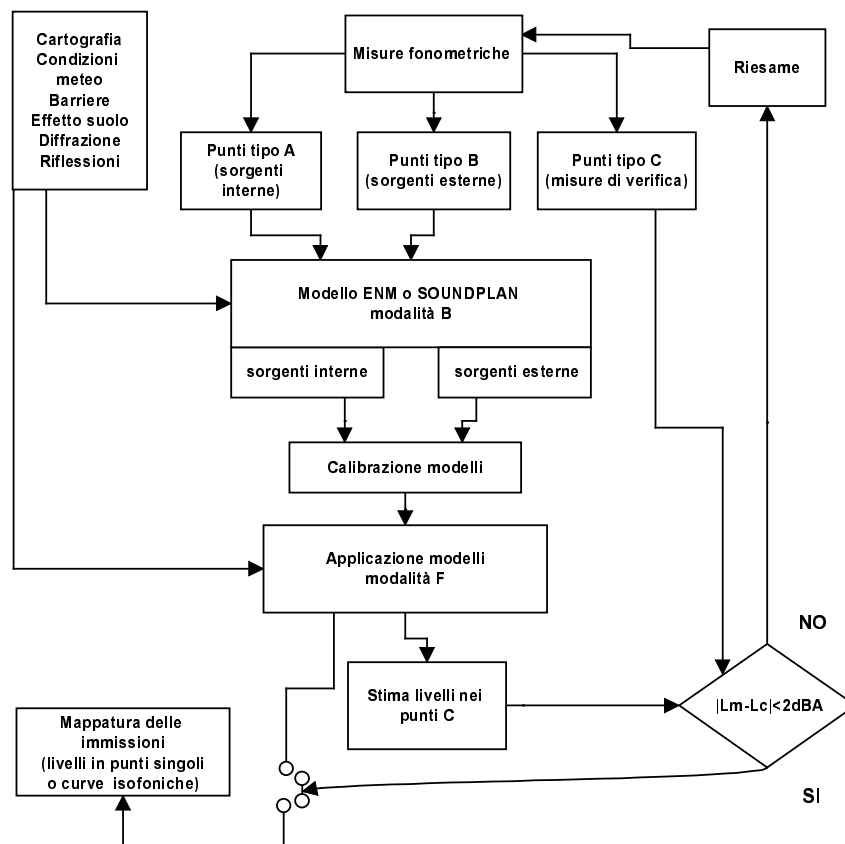 Cartografia
Condizioni
meteo
Barriere
Effetto suolo
Diffrazione
Riflessioni
Misure fonometriche
Riesame
Punti tipo A
(sorgenti
interne)
Punti tipo B
(sorgenti esterne)
Punti tipo C
(misure di verifica)
Modello ENM o SOUNDPLAN
modalità B
sorgenti interne
sorgenti esterne
Calibrazione modelli
Applicazione modelli
modalità F
NO
Stima livelli nei
punti C
|Lm-Lc|<2dBA
Mappatura delle
immissioni
(livelli in punti singoli
o curve isofoniche)
SI